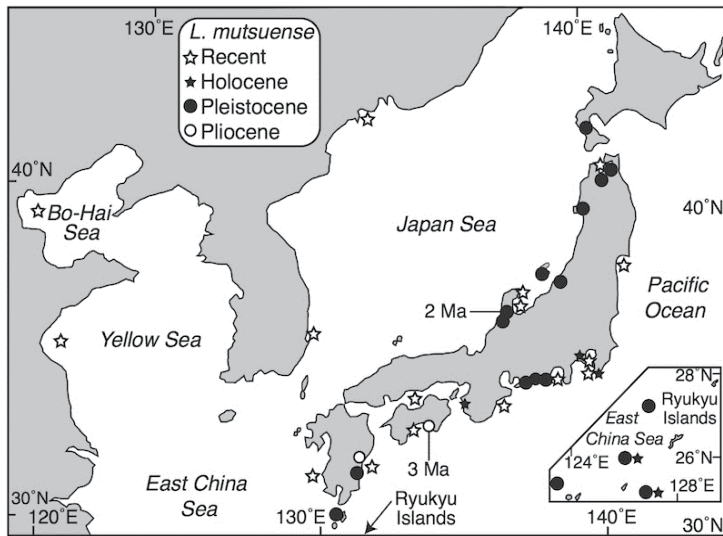 130˚E
140˚E
L. mutsuense
Recent
Holocene
Pleistocene
Pliocene
40˚N
40˚N
Bo-Hai
Sea
Japan Sea
Pacific
Ocean
2 Ma
Yellow Sea
28˚N
Ryukyu
Islands
East
China Sea
26˚N
124˚E
128˚E
3 Ma
East China
Sea
Ryukyu
Islands
30˚N
120˚E
130˚E
140˚E
30˚N